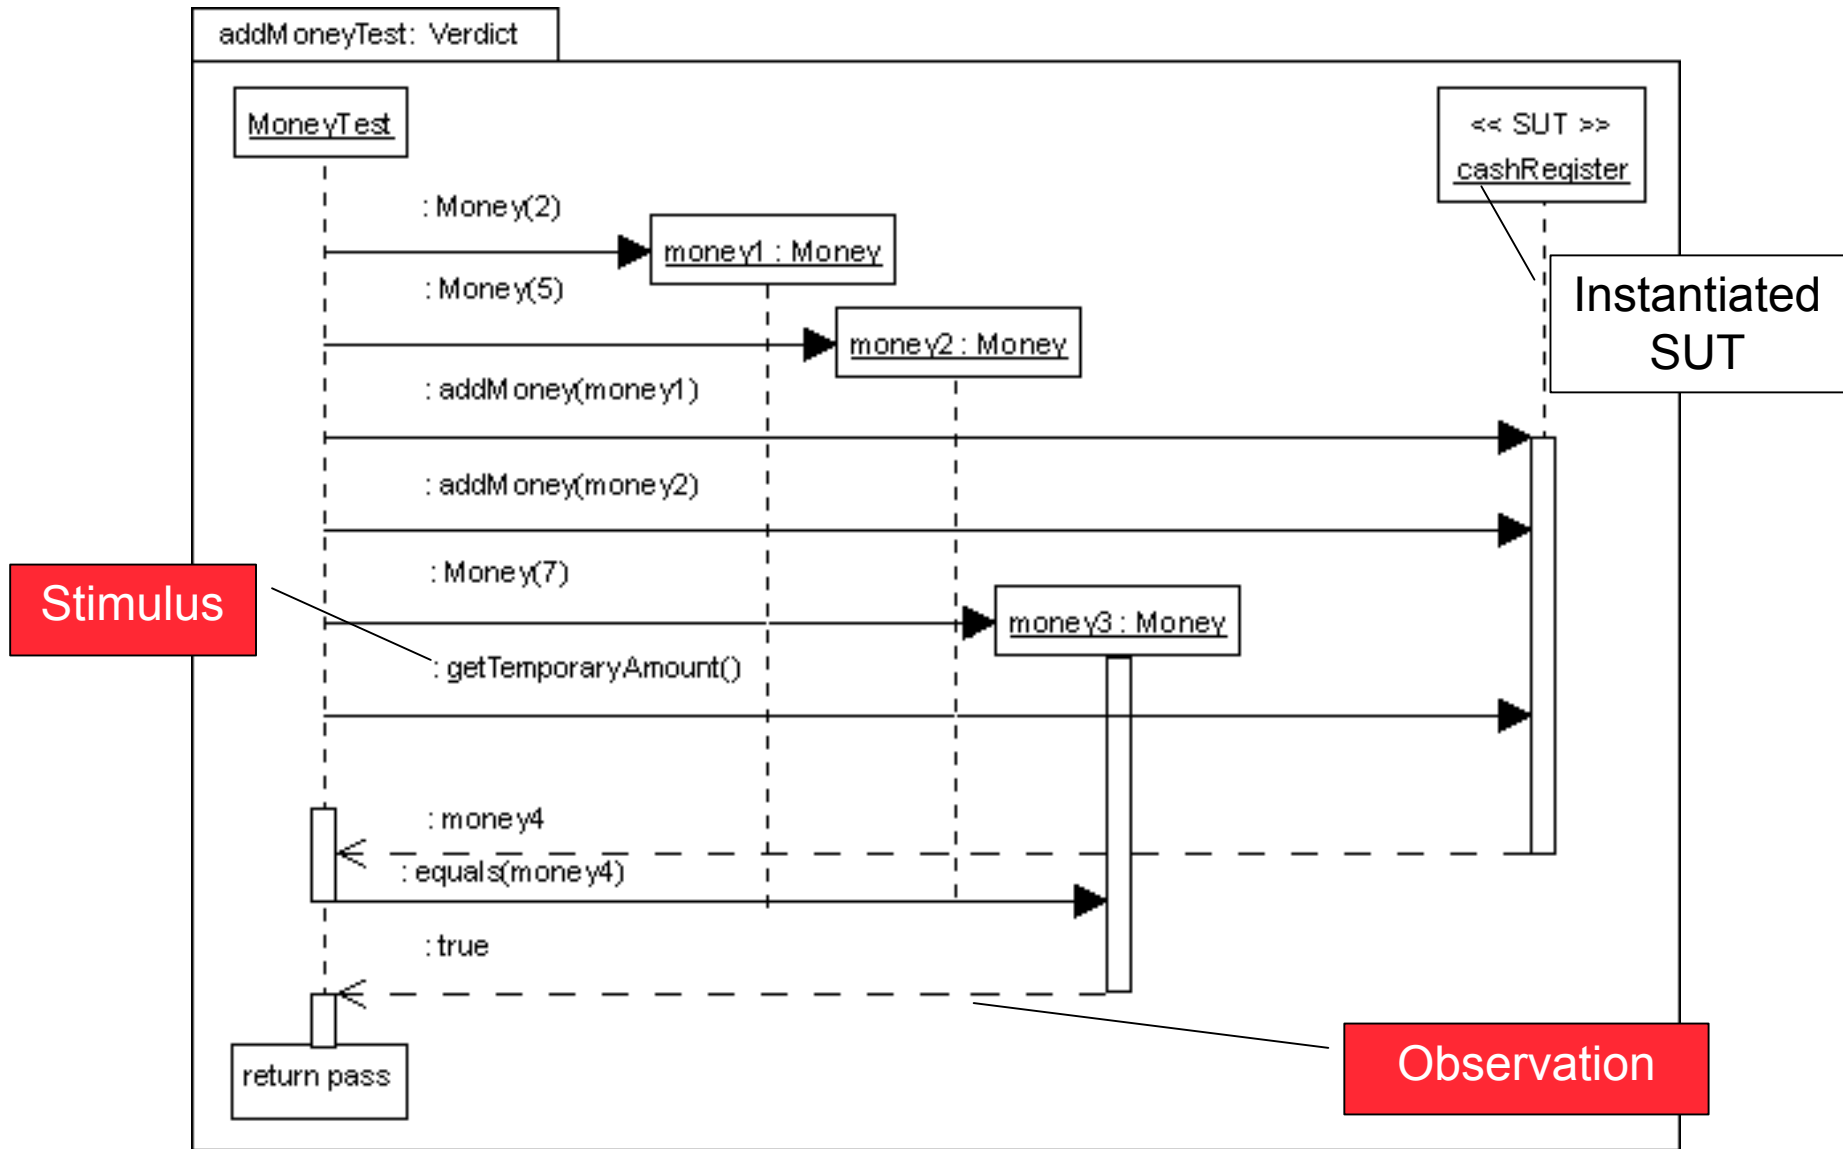 addMoneyTest: Verdict
MoneyTest
<< SUT >>
cashRegister
: Money(2)
money1 : Money
Instantiated
SUT
: Money(5)
money2 : Money
: addMoney(money1)
: addMoney(money2)
: Money(7)
Stimulus
money3 : Money
: getTemporaryAmount()
: money4
: equals(money4)
: true
Observation
return pass